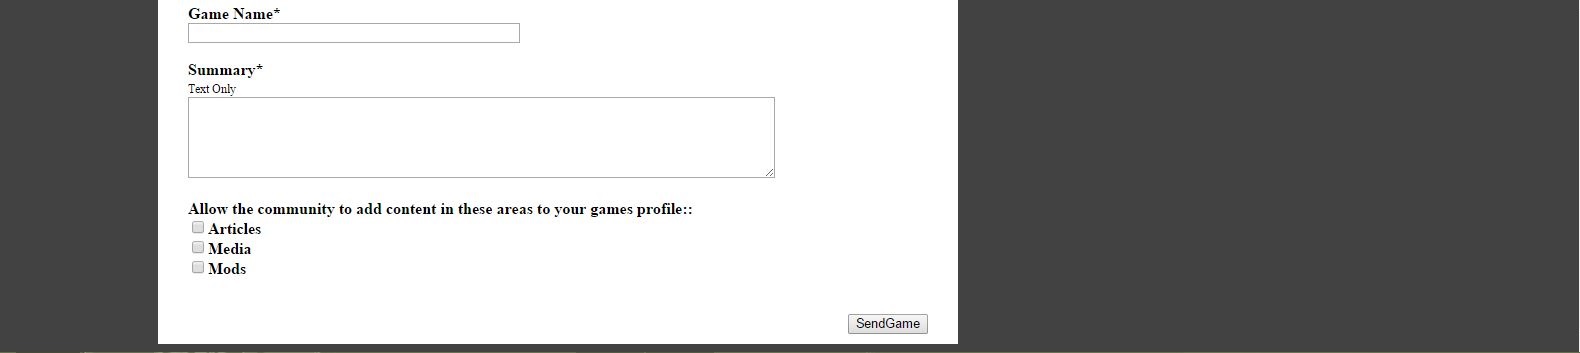 Game Name*
Summary*
Text Only
Allow the community to add content in these areas to your games profile::
Articles
Media
Mods
SendGame